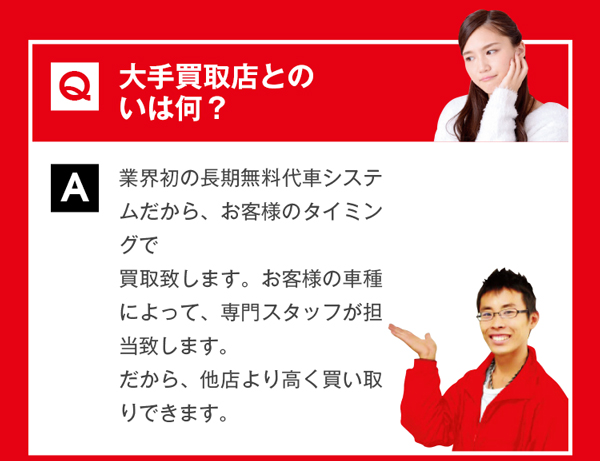 Q
大手買取店との
いは何？
A
業界初の長期無料代車システ
ムだから、お客様のタイミン
グで
買取致します。お客様の車種
によって、専門スタッフが担
当致します。
だから、他店より高く買い取
りできます。